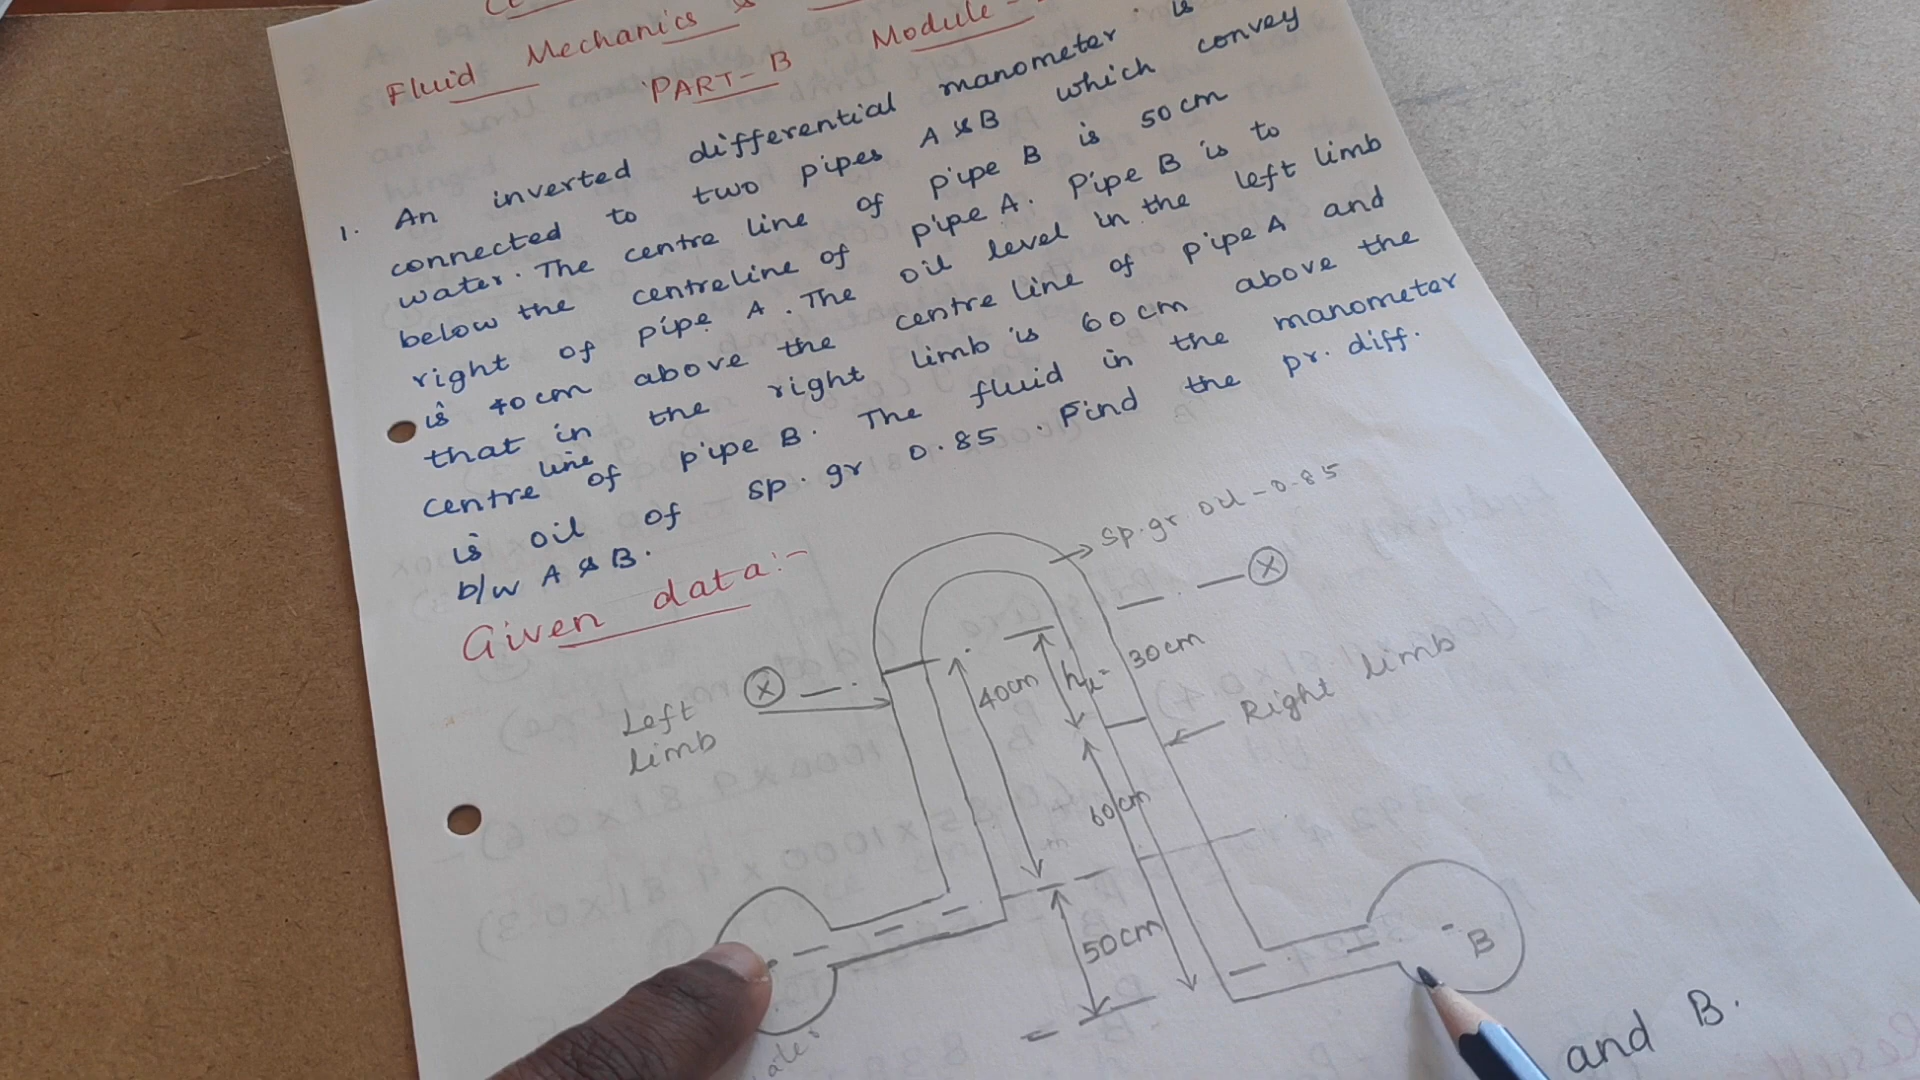 Fluid Mechanics &
PART-B Module-
1. An inverted differential manometer is
connected to two pipes A & B which convey
water. The centre line of pipe B is 50 cm
below the centreline of pipe A. Pipe B is to
right of pipe A. The oil level in the left limb
is 40 cm above the centre line of pipe A and
that in the right limb is 60 cm above the
centre line of pipe B. The fluid in the manometer
is oil of sp. gr 0.85. Find the pr. diff.
b/w A & B.
Given data:-
sp.gr oil - 0.85
X
X
Left
limb
40cm
30cm
Right limb
60cm
50cm
B
and B.